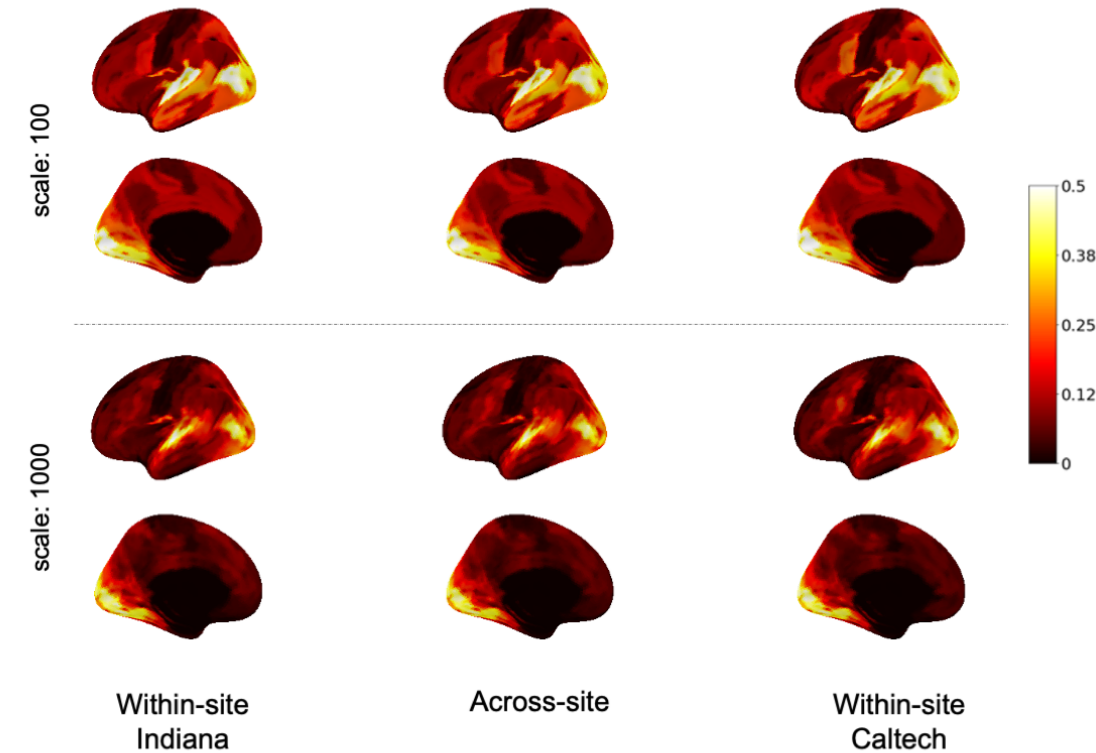 scale: 100
0.5
0.38
0.25
0.12
0
scale: 1000
Within-site
Indiana
Across-site
Within-site
Caltech